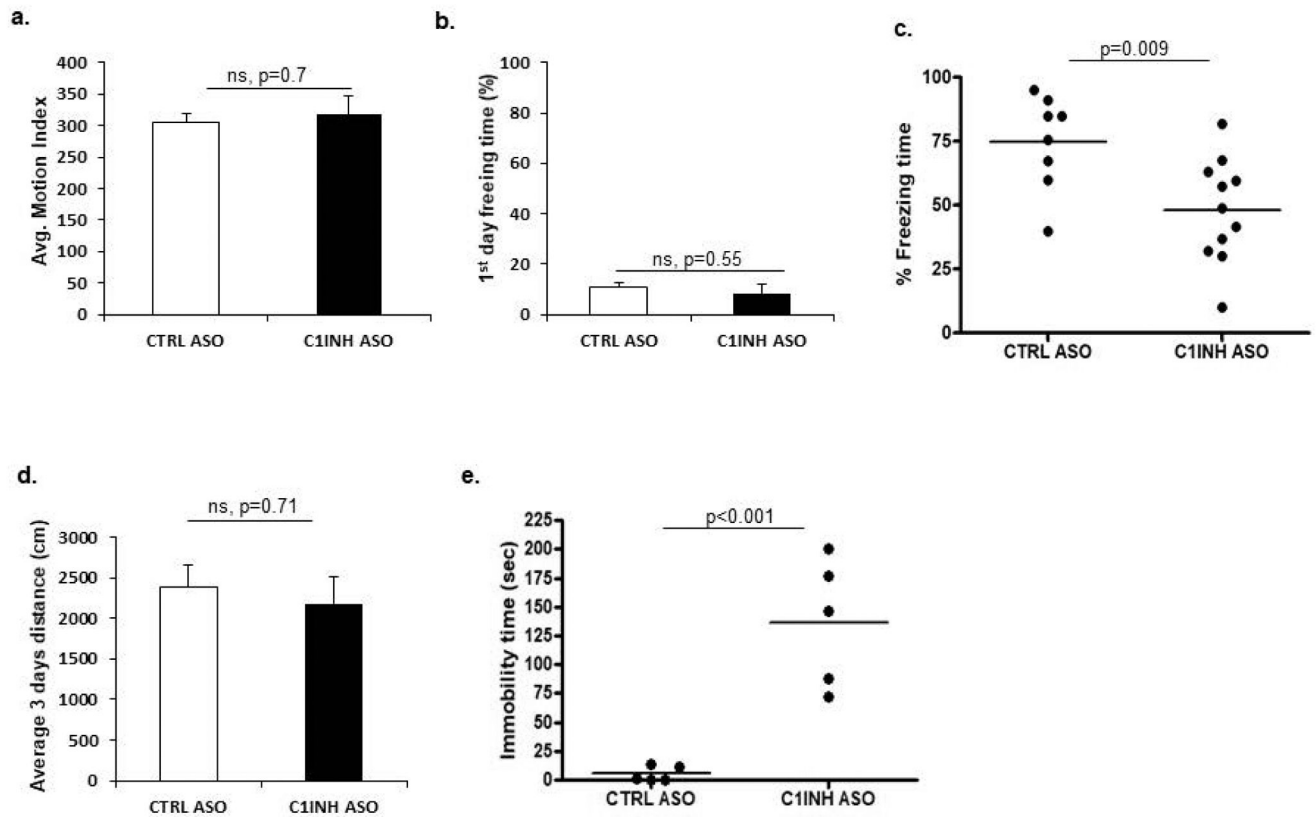 a.
ns, p=0.7
Avg. Motion Index
400
350
300
250
200
150
100
50
0
CTRL ASO C1INH ASO
b.
ns, p=0.55
1st day freeing time (%)
100
80
60
40
20
0
CTRL ASO C1INH ASO
c.
p=0.009
% Freezing time
100
75
50
25
0
CTRL ASO C1INH ASO
d.
ns, p=0.71
Average 3 days distance (cm)
3000
2500
2000
1500
1000
500
0
CTRL ASO C1INH ASO
e.
p<0.001
Immobility time (sec)
225
200
175
150
125
100
75
50
25
0
CTRL ASO C1INH ASO